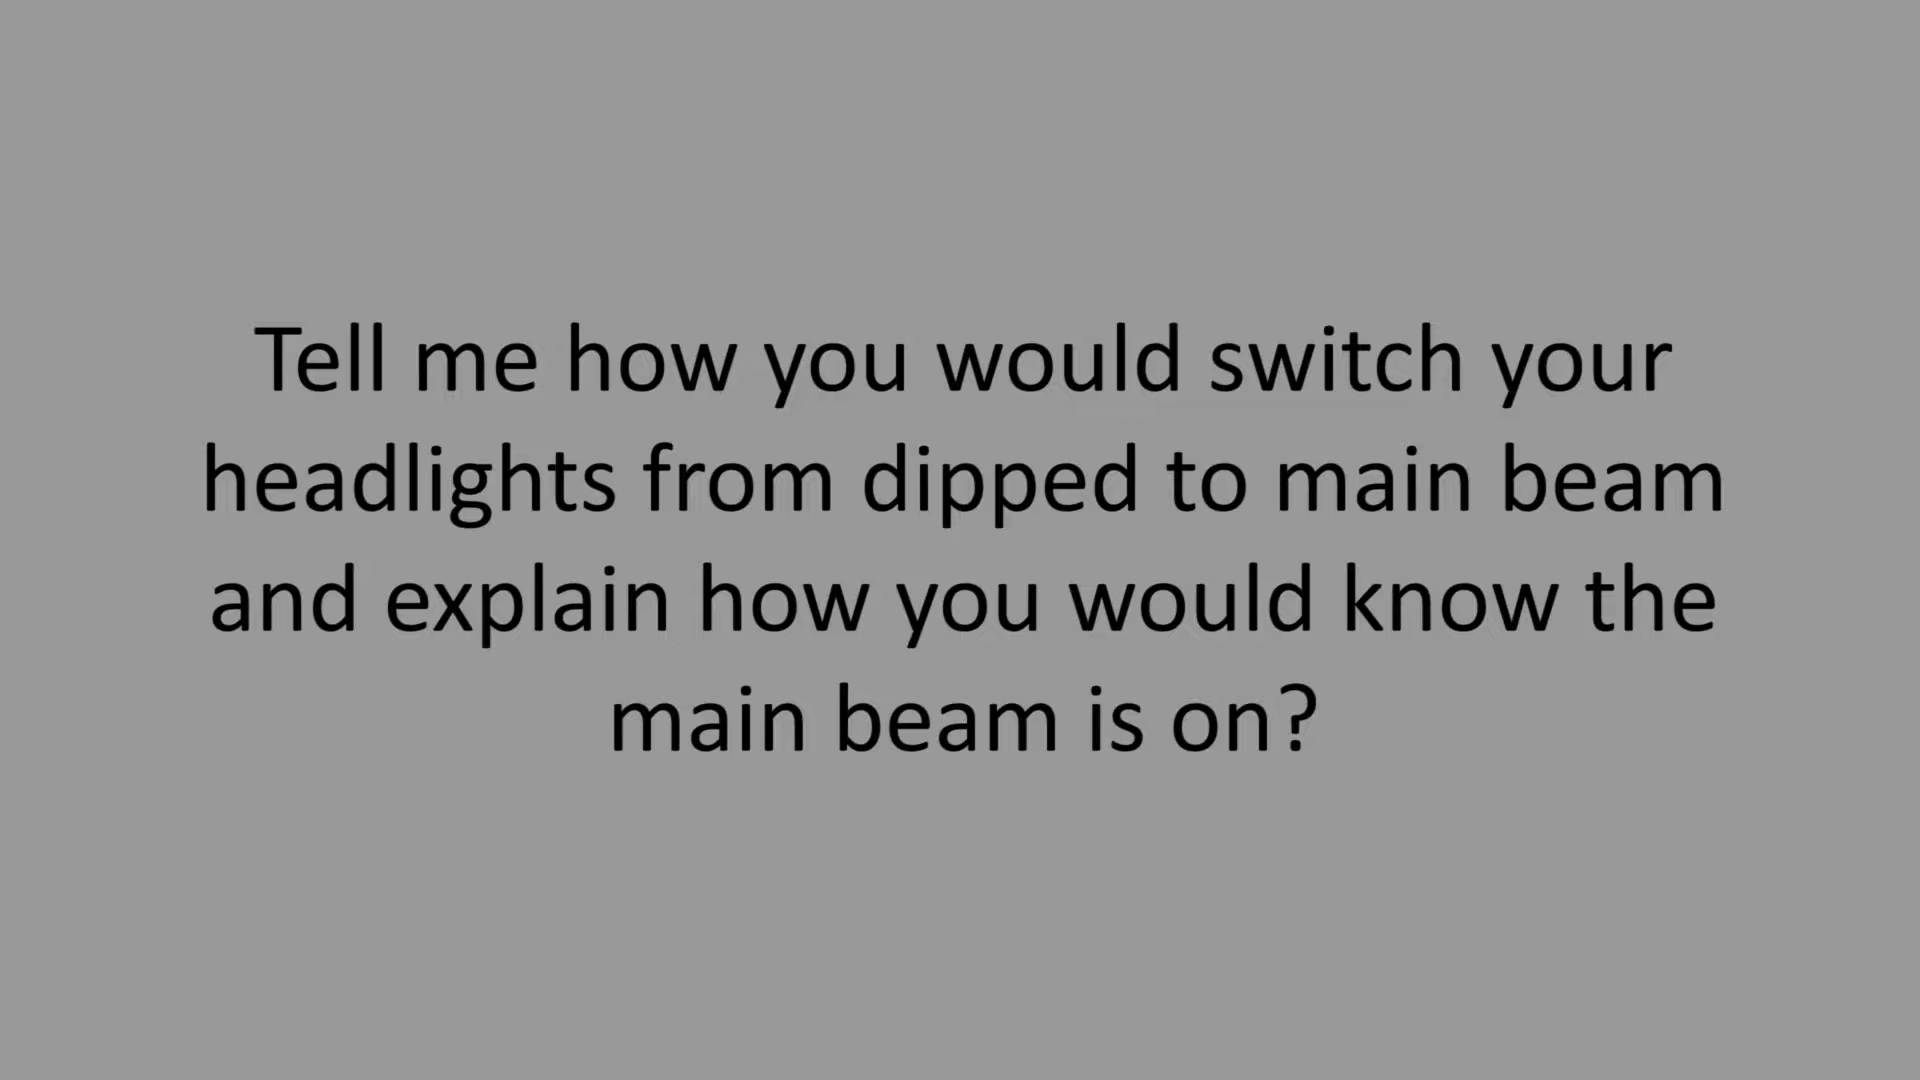 Tell me how you would switch your
headlights from dipped to main beam
and explain how you would know the
main beam is on?